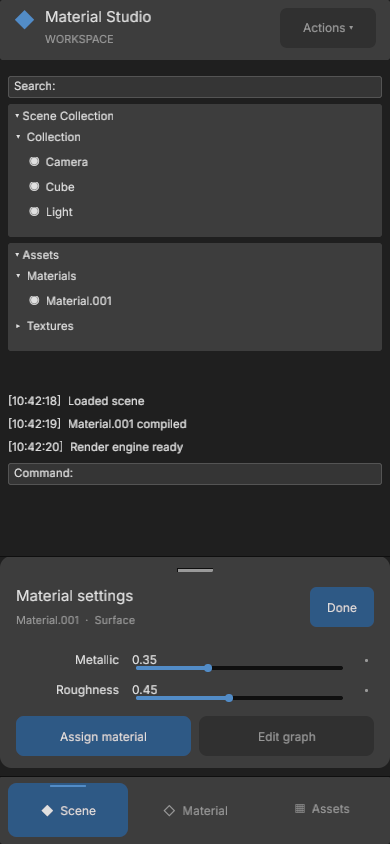 Material Studio
WORKSPACE
Actions
Search:
Scene Collection
Collection
Camera
Cube
Light
Assets
Materials
Material.001
Textures
[10:42:18] Loaded scene
[10:42:19] Material.001 compiled
[10:42:20] Render engine ready
Command:
Material settings
Material.001 · Surface
Done
Metallic 0.35
Roughness 0.45
Assign material
Edit graph
Scene
Material
Assets